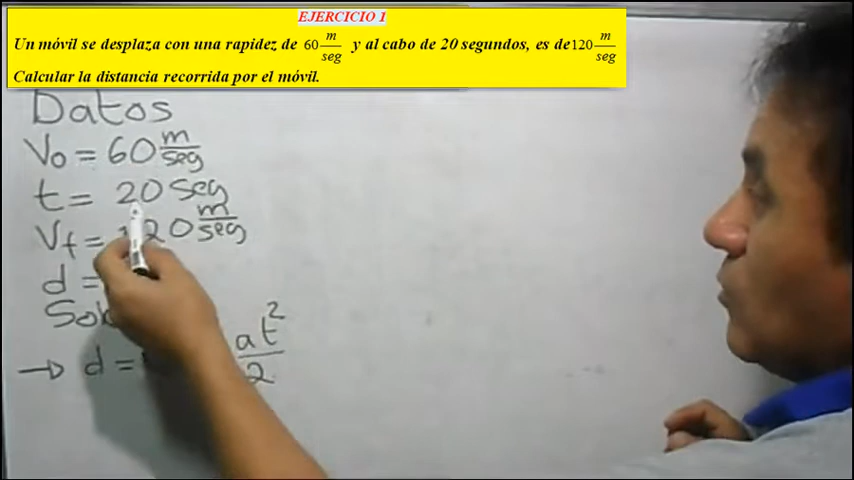 EJERCICIO 1
Un móvil se desplaza con una rapidez de 60 m/seg y al cabo de 20 segundos, es de 120 m/seg
Calcular la distancia recorrida por el móvil.
Datos
Vo = 60 m/seg
t = 20 seg
Vf = 120 m/seg
d =
d = at²/2